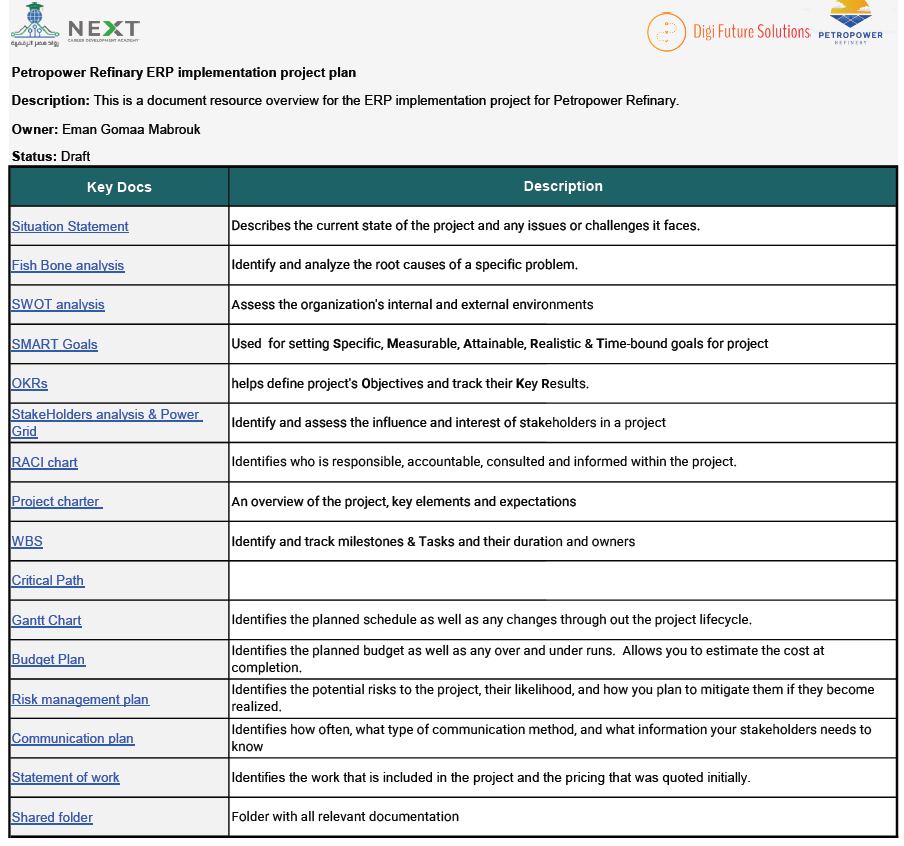 رواد مصر الرقمية
NEXT
CAREER DEVELOPMENT ACADEMY
Digi Future Solutions
PETROPOWER
REFINERY
Petropower Refinary ERP implementation project plan
Description: This is a document resource overview for the ERP implementation project for Petropower Refinary.
Owner: Eman Gomaa Mabrouk
Status: Draft
Key Docs Description
Situation Statement Describes the current state of the project and any issues or challenges it faces.
Fish Bone analysis Identify and analyze the root causes of a specific problem.
SWOT analysis Assess the organization's internal and external environments
SMART Goals Used  for setting Specific, Measurable, Attainable, Realistic & Time-bound goals for project
OKRs helps define project's Objectives and track their Key Results.
StakeHolders analysis & Power
Grid
Identify and assess the influence and interest of stakeholders in a project
RACI chart Identifies who is responsible, accountable, consulted and informed within the project.
Project charter An overview of the project, key elements and expectations
WBS Identify and track milestones & Tasks and their duration and owners
Critical Path
Gantt Chart Identifies the planned schedule as well as any changes through out the project lifecycle.
Budget Plan
Identifies the planned budget as well as any over and under runs.  Allows you to estimate the cost at
completion.
Risk management plan
Identifies the potential risks to the project, their likelihood, and how you plan to mitigate them if they become
realized.
Communication plan
Identifies how often, what type of communication method, and what information your stakeholders needs to
know
Statement of work Identifies the work that is included in the project and the pricing that was quoted initially.
Shared folder Folder with all relevant documentation